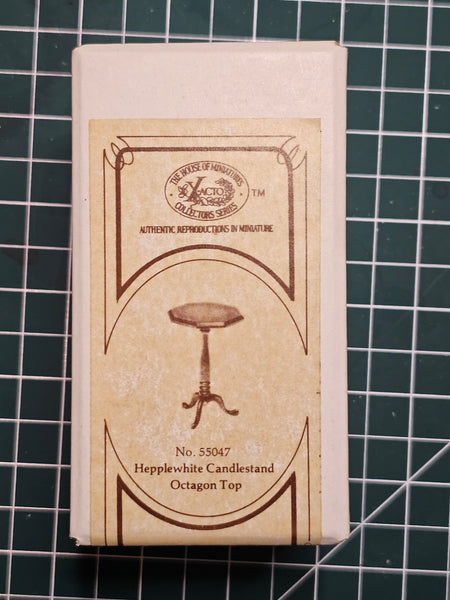 THE HOUSE OF MINIATURES
X-ACTO
COLLECTORS SERIES
TM
AUTHENTIC REPRODUCTIONS IN MINIATURE
No. 55047
Hepplewhite Candlestand
Octagon Top